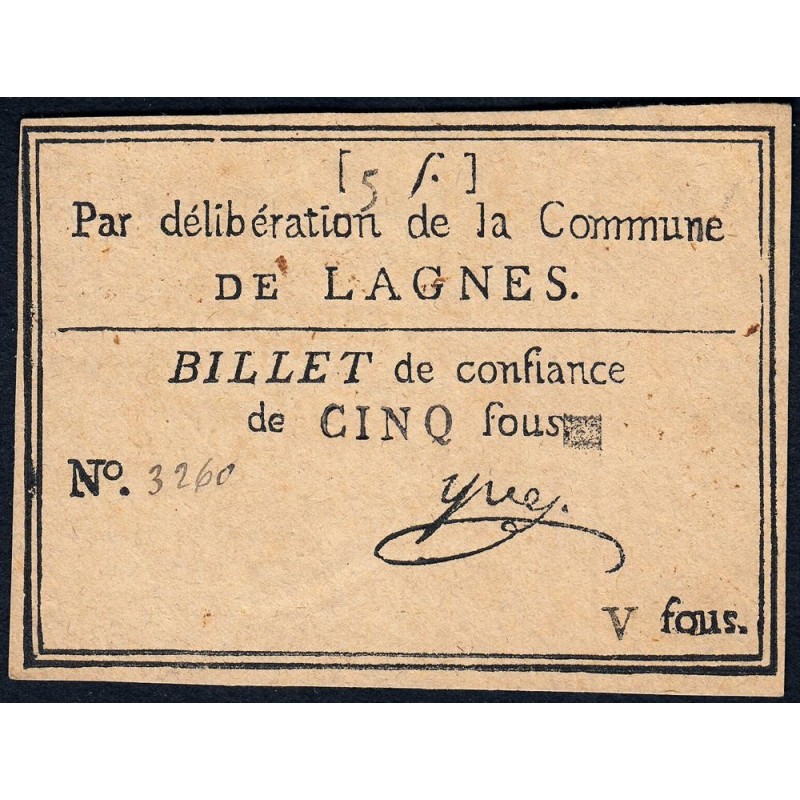 [5 ſ.]
Par délibération de la Commune
DE LAGNES.
BILLET de confiance
de CINQ ſous
Nº. 3260
V ſous.